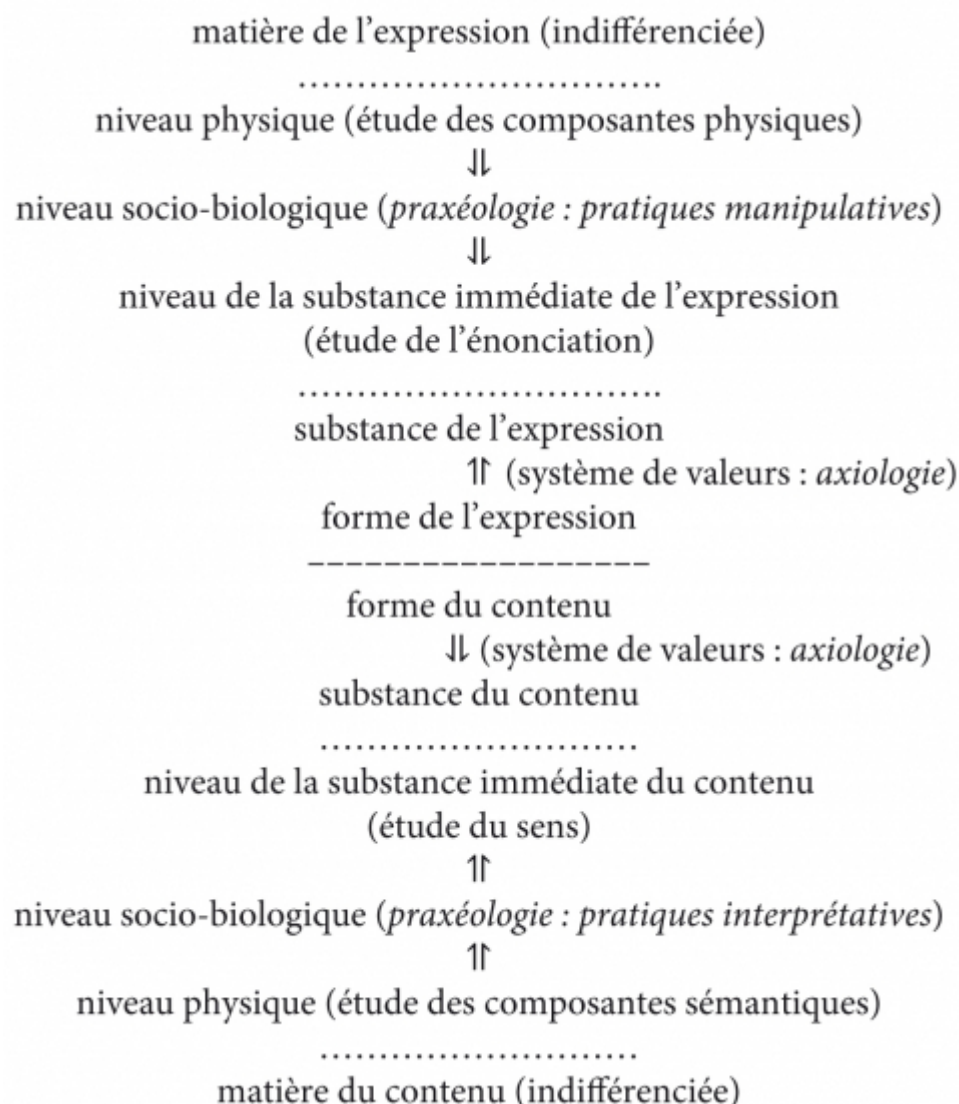 matière de l’expression (indifférenciée)
…………………………….
niveau physique (étude des composantes physiques)
⥥
niveau socio-biologique (praxéologie : pratiques manipulatives)
⥥
niveau de la substance immédiate de l’expression
(étude de l’énonciation)
…………………………….
substance de l’expression
⥣ (système de valeurs : axiologie)
forme de l’expression
––––––––––––––––––
forme du contenu
⥥ (système de valeurs : axiologie)
substance du contenu
…………………………
niveau de la substance immédiate du contenu
(étude du sens)
⥣
niveau socio-biologique (praxéologie : pratiques interprétatives)
⥣
niveau physique (étude des composantes sémantiques)
…………………………
matière du contenu (indifférenciée)